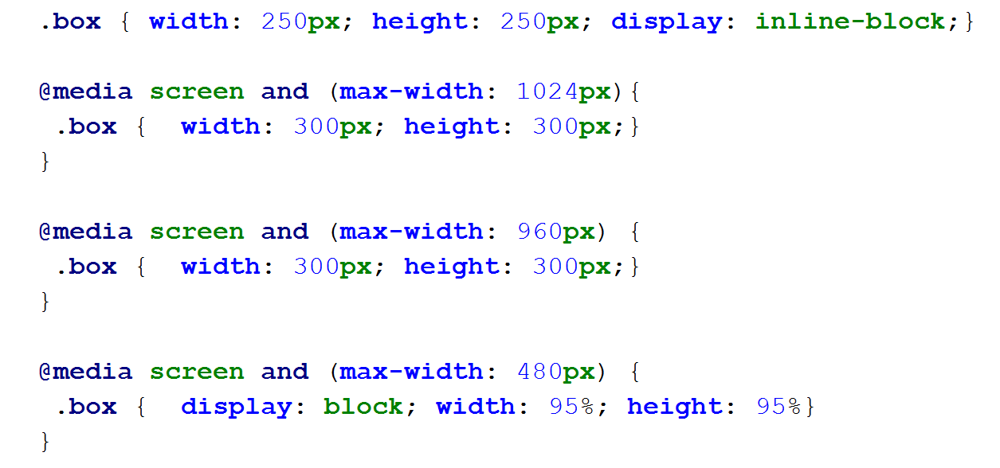 .box { width: 250px; height: 250px; display: inline-block;}
@media screen and (max-width: 1024px){
.box {  width: 300px; height: 300px;}
}
@media screen and (max-width: 960px) {
.box {  width: 300px; height: 300px;}
}
@media screen and (max-width: 480px) {
.box {  display: block; width: 95%; height: 95%}
}